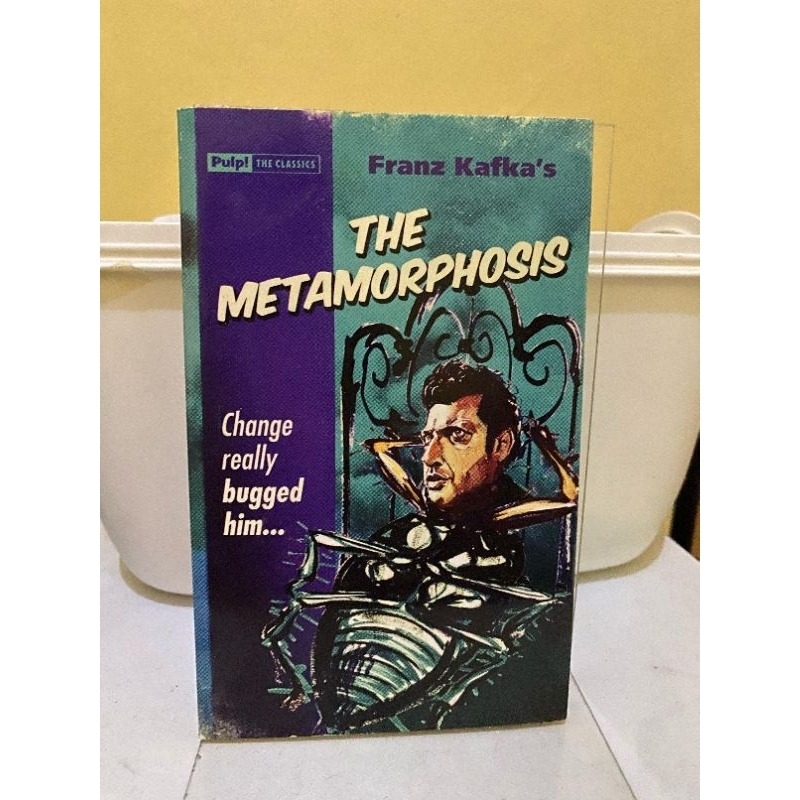 Pulp! THE CLASSICS
Franz Kafka's
THE
METAMORPHOSIS
Change
really
bugged
him...